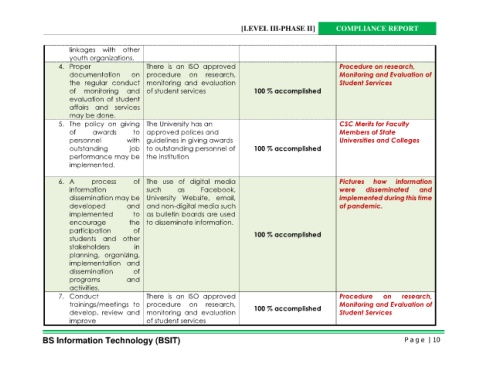 [LEVEL III-PHASE II] COMPLIANCE REPORT
linkages with other
youth organizations.
4. Proper
documentation on
the regular conduct
of monitoring and
evaluation of student
affairs and services
may be done.
There is an ISO approved
procedure on research,
monitoring and evaluation
of student services
100 % accomplished
Procedure on research,
Monitoring and Evaluation of
Student Services
5. The policy on giving
of awards to
personnel with
outstanding job
performance may be
implemented.
The University has an
approved polices and
guidelines in giving awards
to outstanding personnel of
the institution
100 % accomplished
CSC Merits for Faculty
Members of State
Universities and Colleges
6. A process of
information
dissemination may be
developed and
implemented to
encourage the
participation of
students and other
stakeholders in
planning, organizing,
implementation and
dissemination of
programs and
activities.
The use of digital media
such as Facebook,
University Website, email,
and non-digital media such
as bulletin boards are used
to disseminate information.
100 % accomplished
Pictures how information
were disseminated and
implemented during this time
of pandemic.
7. Conduct
trainings/meetings to
develop, review and
improve
There is an ISO approved
procedure on research,
monitoring and evaluation
of student services
100 % accomplished
Procedure on research,
Monitoring and Evaluation of
Student Services
BS Information Technology (BSIT) Page | 10